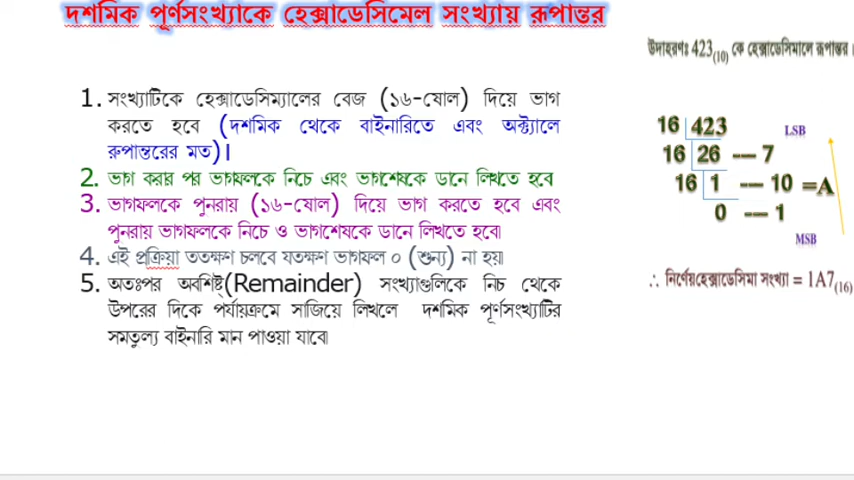 দশমিক পূর্ণসংখ্যাকে হেক্সাডেসিমেল সংখ্যায় রূপান্তর
1. সংখ্যাটিকে হেক্সাডেসিম্যালের বেজ (১৬-ষোল) দিয়ে ভাগ
করতে হবে (দশমিক থেকে বাইনারিতে এবং অক্ট্যালে
রুপান্তরের মত)।
2. ভাগ করার পর ভাগফলকে নিচে এবং ভাগশেষকে ডানে লিখতে হবে
3. ভাগফলকে পুনরায় (১৬-ষোল) দিয়ে ভাগ করতে হবে এবং
পুনরায় ভাগফলকে নিচে ও ভাগশেষকে ডানে লিখতে হবে।
4. এই প্রক্রিয়া ততক্ষণ চলবে যতক্ষণ ভাগফল ০ (শুন্য) না হয়।
5. অতঃপর অবশিষ্ট(Remainder) সংখ্যাগুলিকে নিচ থেকে
উপরের দিকে পর্যায়ক্রমে সাজিয়ে লিখলে দশমিক পূর্ণসংখ্যাটির
সমতুল্য বাইনারি মান পাওয়া যাবে।
উদাহরণঃ 423(10) কে হেক্সাডেসিমালে রূপান্তর ।
16 423 LSB
16 26 --- 7
16 1 --- 10 =A
0 --- 1
MSB
∴ নির্ণেয়হেক্সাডেসিমা সংখ্যা = 1A7(16)